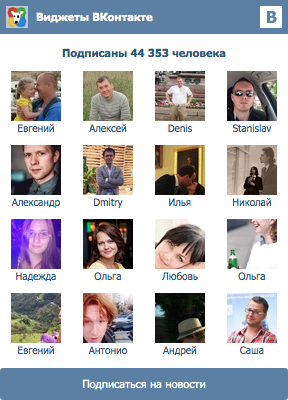 Виджеты ВКонтакте
B
Подписаны 44 353 человека
Евгений Алексей Denis Stanislav
Александр Dmitry Илья Николай
Надежда Ольга Любовь Ольга
Евгений Антонио Андрей Саша
Подписаться на новости